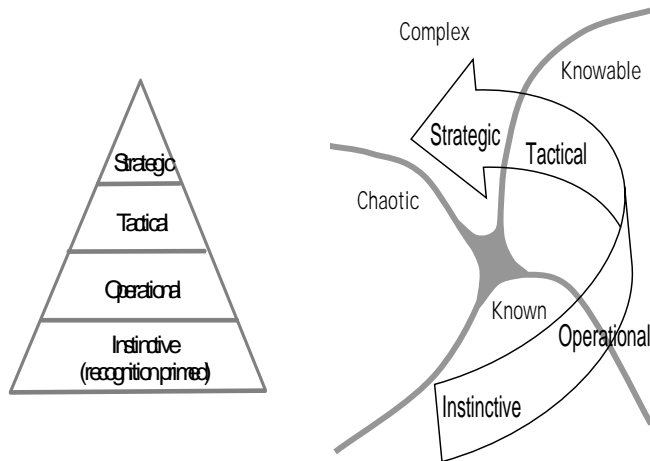 Strategic
Tactical
Operational
Instinctive
(recognition primed)
Complex
Knowable
Strategic
Tactical
Chaotic
Known
Operational
Instinctive